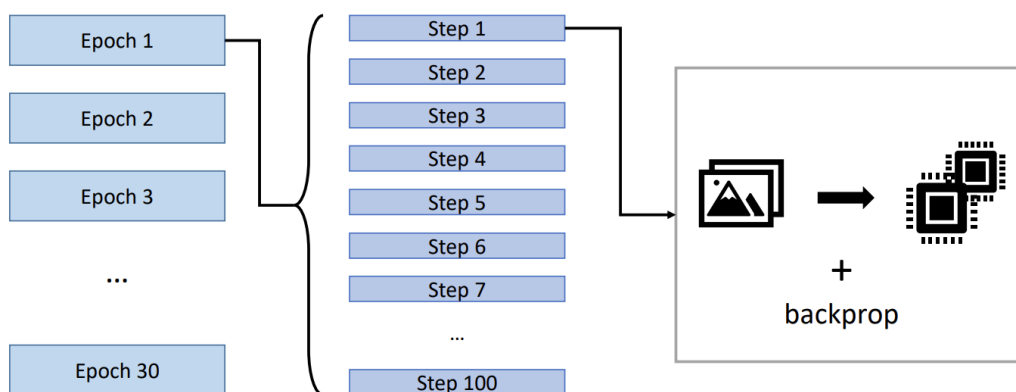 Epoch 1
Epoch 2
Epoch 3
...
Epoch 30
Step 1
Step 2
Step 3
Step 4
Step 5
Step 6
Step 7
...
Step 100
+
backprop